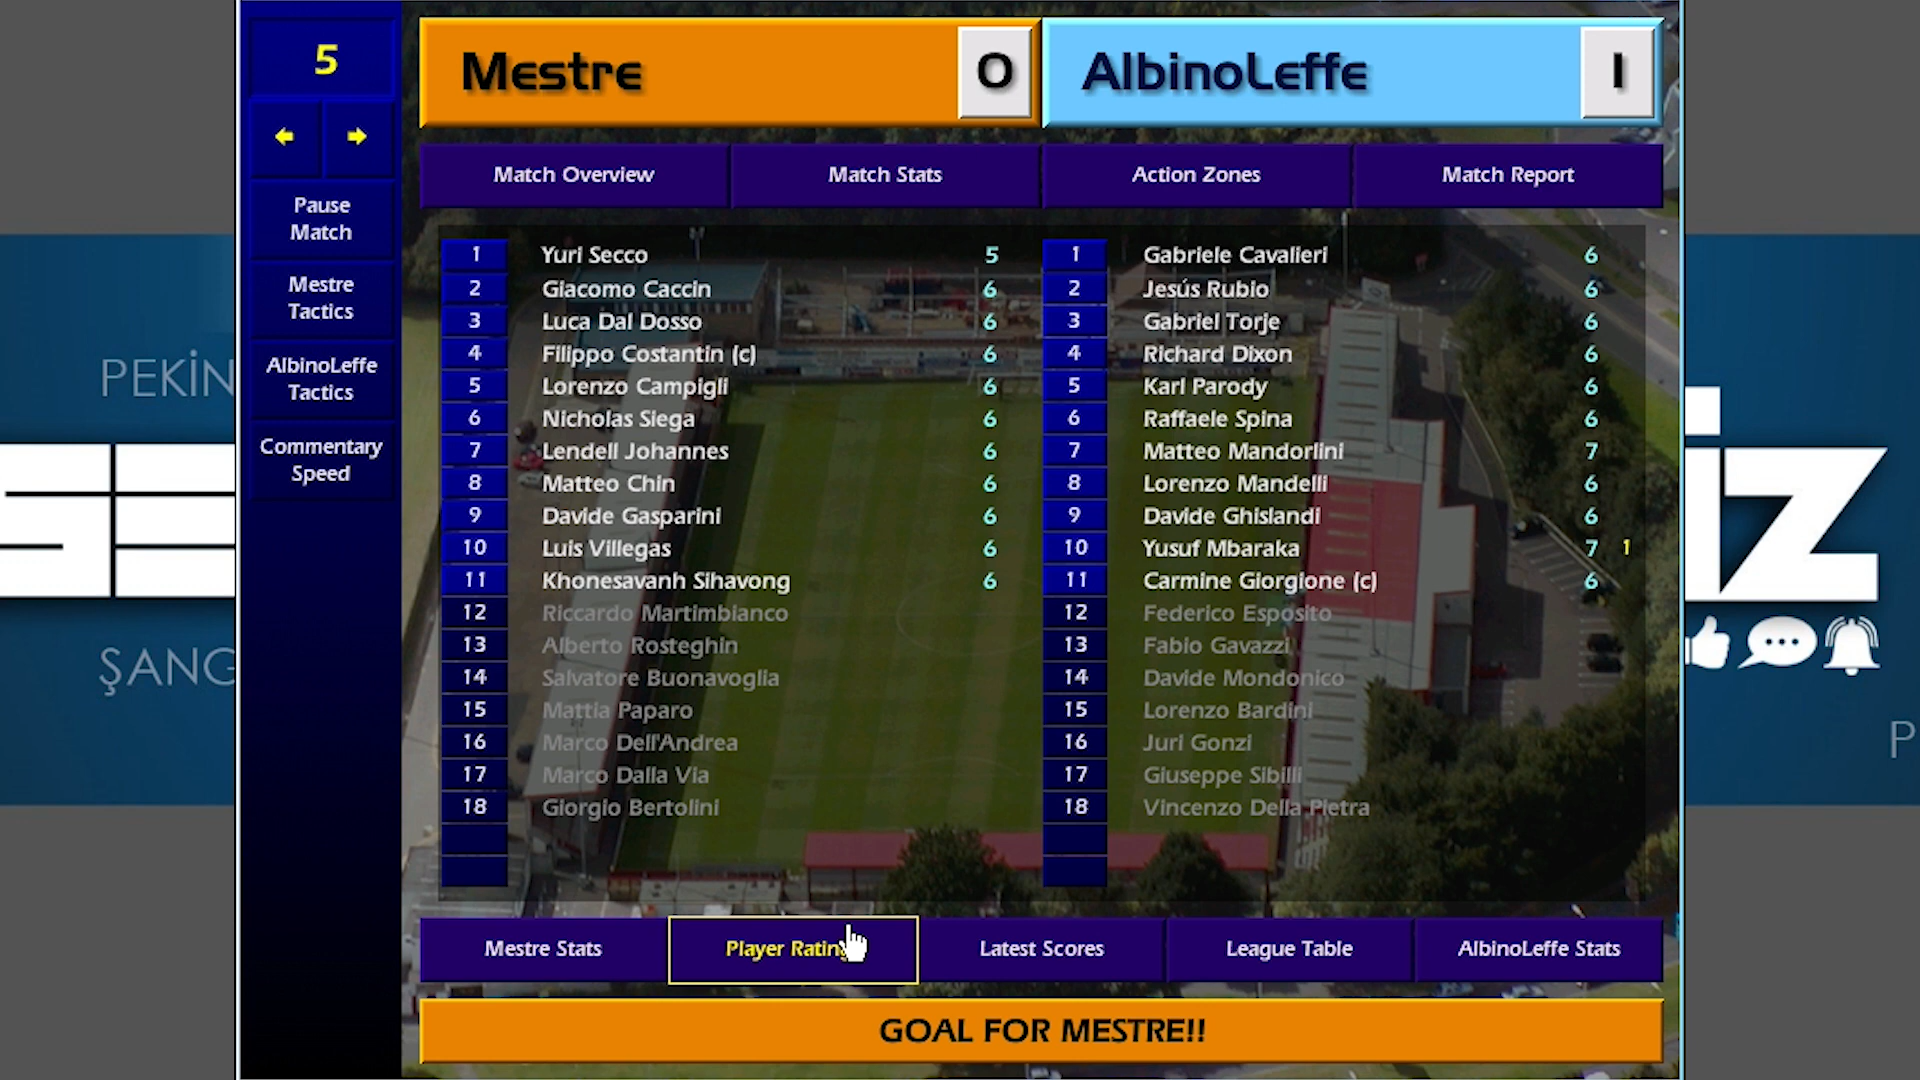 5
Mestre 0 AlbinoLeffe 1
Match Overview Match Stats Action Zones Match Report
Pause
Match
Mestre
Tactics
AlbinoLeffe
Tactics
Commentary
Speed
1 Yuri Secco 5 1 Gabriele Cavalieri 6
2 Giacomo Caccin 6 2 Jesús Rubio 6
3 Luca Dal Dosso 6 3 Gabriel Torje 6
4 Filippo Costantin (c) 6 4 Richard Dixon 6
5 Lorenzo Campigli 6 5 Karl Parody 6
6 Nicholas Siega 6 6 Raffaele Spina 6
7 Lendell Johannes 6 7 Matteo Mandorlini 7
8 Matteo Chin 6 8 Lorenzo Mandelli 6
9 Davide Gasparini 6 9 Davide Ghislandi 6
10 Luis Villegas 6 10 Yusuf Mbaraka 7 1
11 Khonesavanh Sihavong 6 11 Carmine Giorgione (c) 6
12 Riccardo Martimbianco 12 Federico Esposito
13 Alberto Rosteghin 13 Fabio Gavazzi
14 Salvatore Buonavoglia 14 Davide Mondonico
15 Mattia Paparo 15 Lorenzo Bardini
16 Marco Dell'Andrea 16 Juri Gonzi
17 Marco Dalla Via 17 Giuseppe Sibilli
18 Giorgio Bertolini 18 Vincenzo Della Pietra
Mestre Stats Player Rating Latest Scores League Table AlbinoLeffe Stats
GOAL FOR MESTRE!!
PEKİN
ŞANG
P